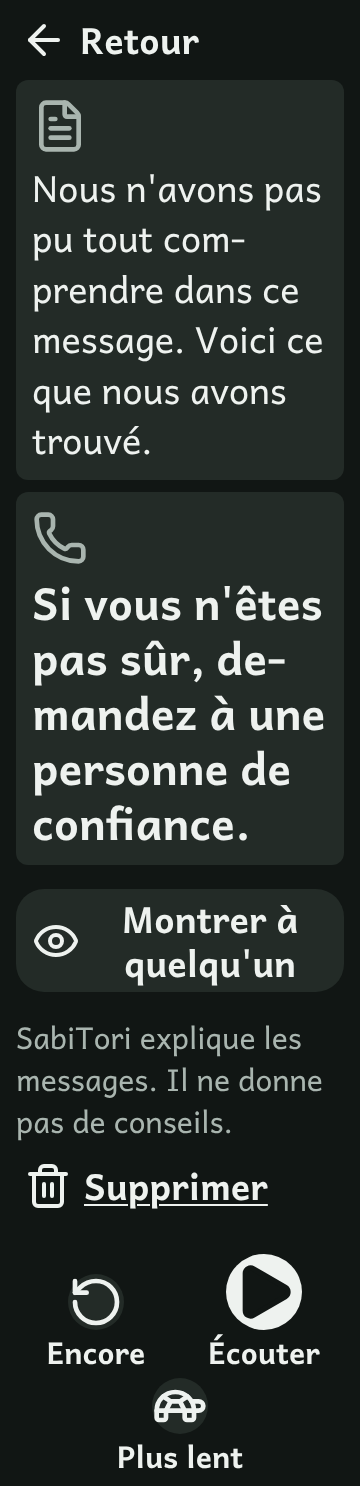 Retour
Nous n'avons pas
pu tout com-
prendre dans ce
message. Voici ce
que nous avons
trouvé.
Si vous n'êtes
pas sûr, de-
mandez à une
personne de
confiance.
Montrer à
quelqu'un
SabiTori explique les
messages. Il ne donne
pas de conseils.
Supprimer
Encore
Écouter
Plus lent